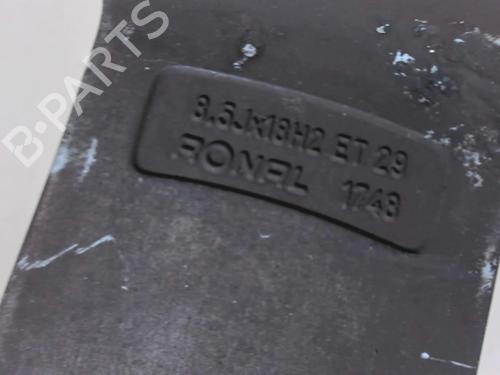 B-PARTS
8.5Jx18H2 ET 29
RONAL 1748